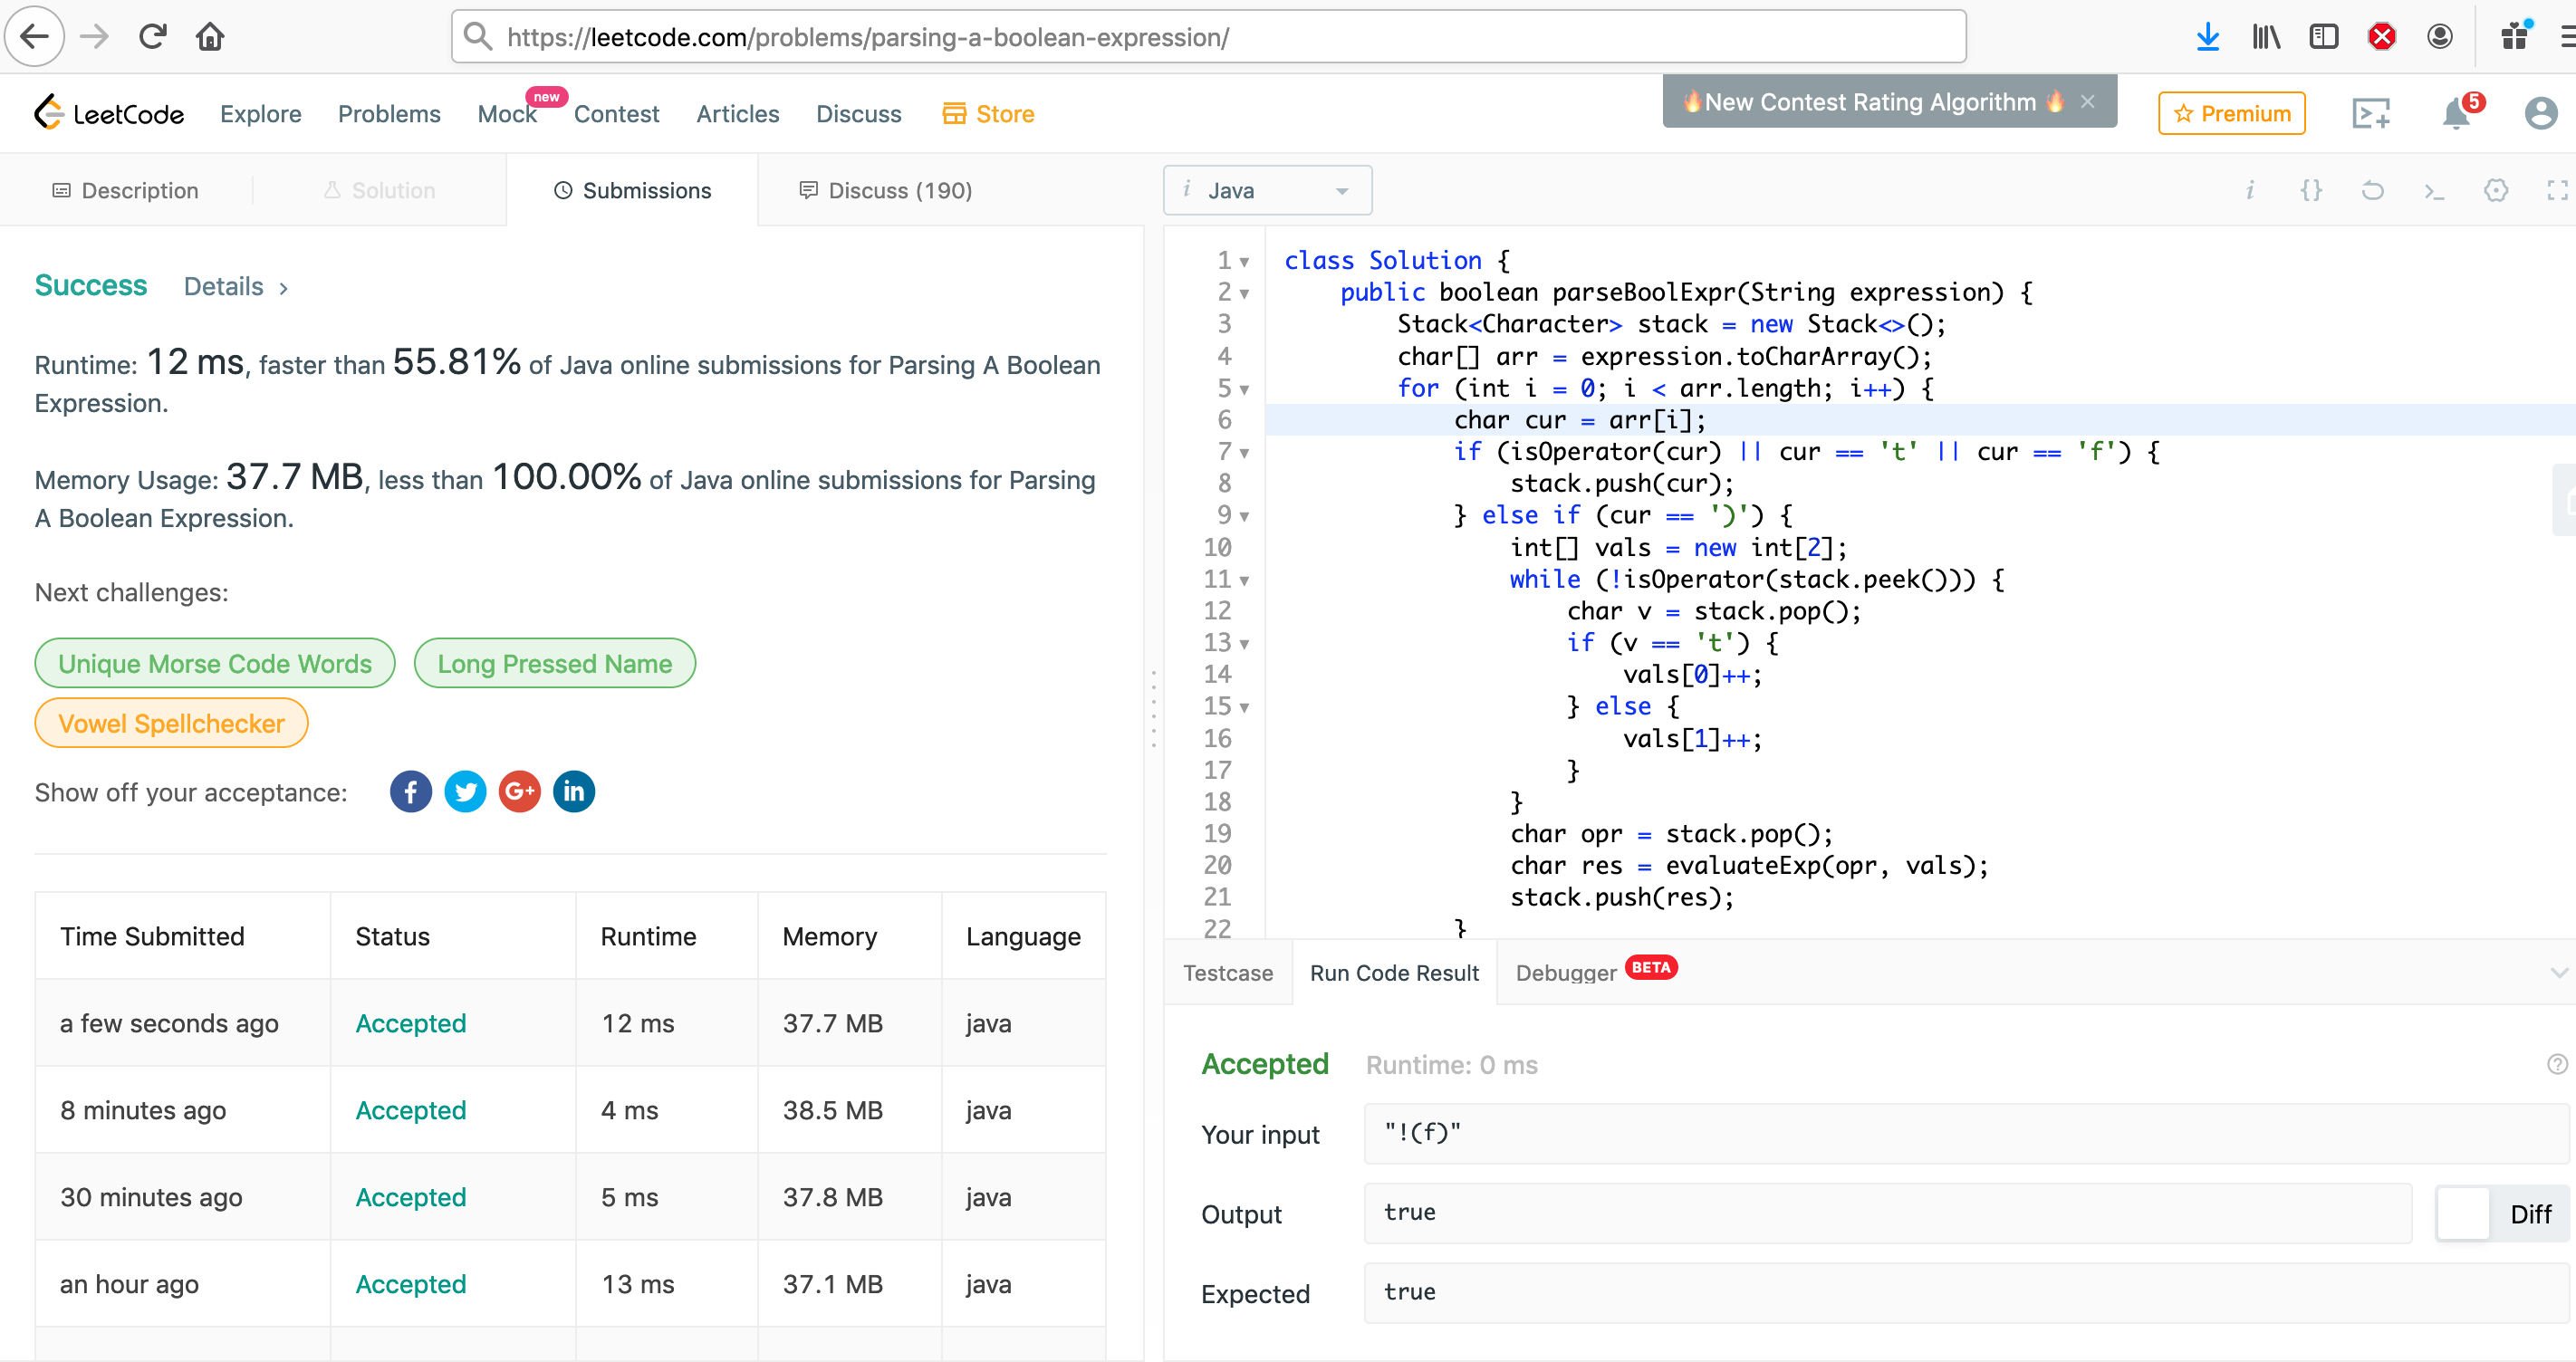 https://leetcode.com/problems/parsing-a-boolean-expression/
LeetCode Explore Problems Mock new Contest Articles Discuss Store 🔥New Contest Rating Algorithm 🔥 × Premium 5
Description Solution Submissions Discuss (190)
i Java
Success Details >
Runtime: 12 ms, faster than 55.81% of Java online submissions for Parsing A Boolean
Expression.
Memory Usage: 37.7 MB, less than 100.00% of Java online submissions for Parsing
A Boolean Expression.
Next challenges:
Unique Morse Code Words Long Pressed Name
Vowel Spellchecker
Show off your acceptance: f G+ in
Time Submitted Status Runtime Memory Language
a few seconds ago Accepted 12 ms 37.7 MB java
8 minutes ago Accepted 4 ms 38.5 MB java
30 minutes ago Accepted 5 ms 37.8 MB java
an hour ago Accepted 13 ms 37.1 MB java
1 class Solution {
2 public boolean parseBoolExpr(String expression) {
3 Stack<Character> stack = new Stack<>();
4 char[] arr = expression.toCharArray();
5 for (int i = 0; i < arr.length; i++) {
6 char cur = arr[i];
7 if (isOperator(cur) || cur == 't' || cur == 'f') {
8 stack.push(cur);
9 } else if (cur == ')') {
10 int[] vals = new int[2];
11 while (!isOperator(stack.peek())) {
12 char v = stack.pop();
13 if (v == 't') {
14 vals[0]++;
15 } else {
16 vals[1]++;
17 }
18 }
19 char opr = stack.pop();
20 char res = evaluateExp(opr, vals);
21 stack.push(res);
22 }
Testcase Run Code Result Debugger BETA
Accepted Runtime: 0 ms
Your input "!(f)"
Output true Diff
Expected true